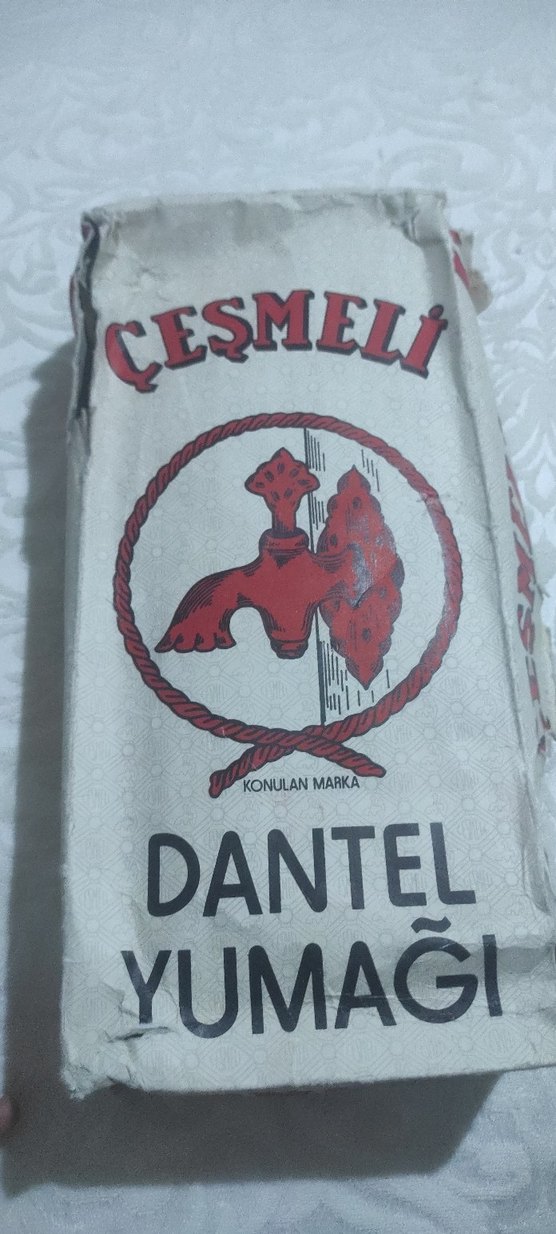 ÇEŞMELİ
KONULAN MARKA
DANTEL
YUMAĞI